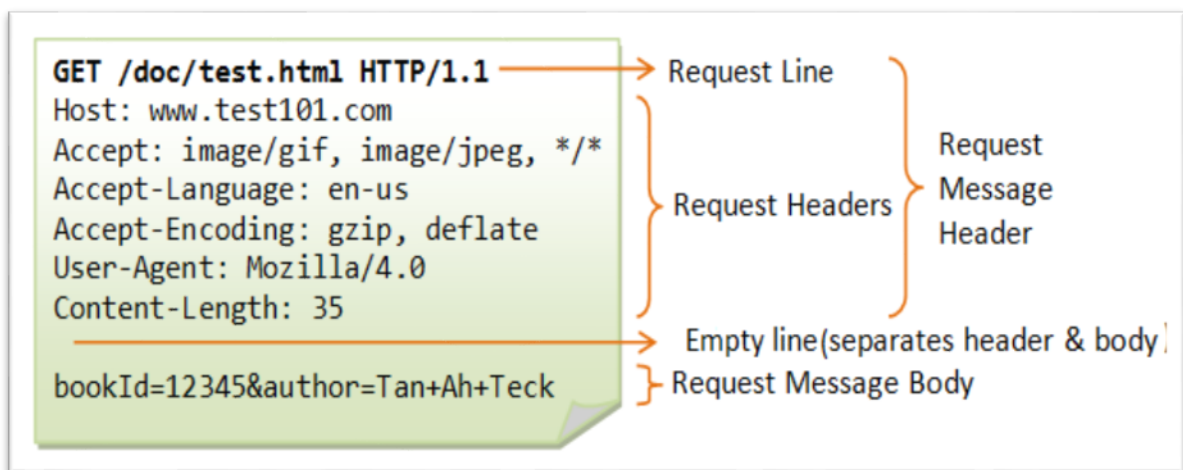 GET /doc/test.html HTTP/1.1
Request Line
Host: www.test101.com
Accept: image/gif, image/jpeg, */*
Accept-Language: en-us
Accept-Encoding: gzip, deflate
User-Agent: Mozilla/4.0
Content-Length: 35
Request Headers
Request
Message
Header
Empty line(separates header & body)
bookId=12345&author=Tan+Ah+Teck
Request Message Body